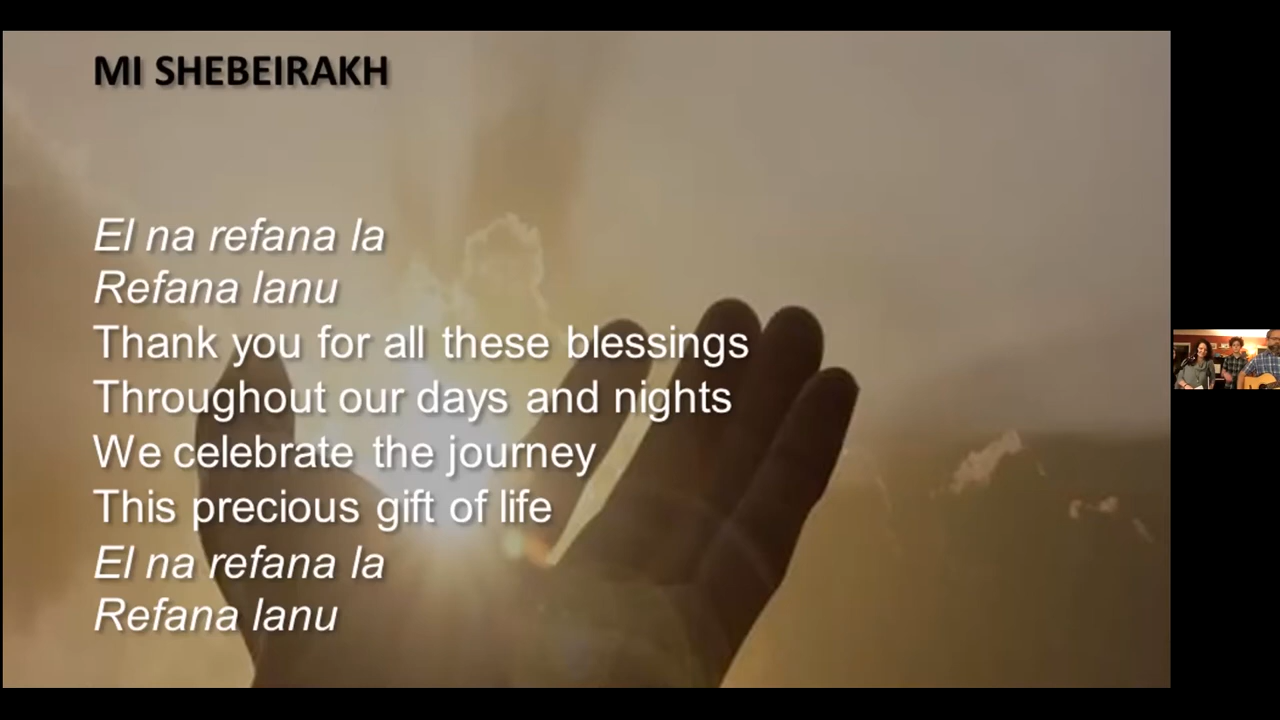 MI SHEBEIRAKH
El na refana la
Refana lanu
Thank you for all these blessings
Throughout our days and nights
We celebrate the journey
This precious gift of life
El na refana la
Refana lanu